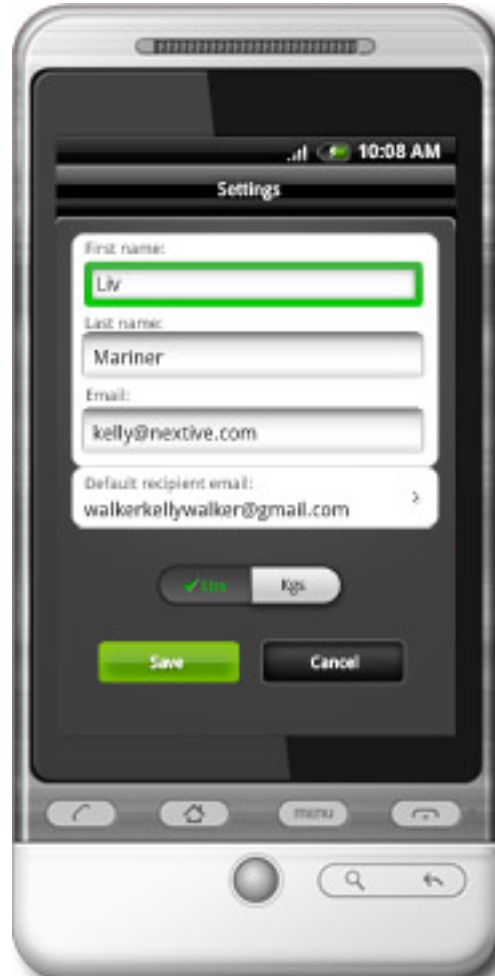 10:08 AM
Settings
First name:
Liv
Last name:
Mariner
Email:
kelly@nextive.com
Default recipient email:
walkerkellywalker@gmail.com
Lbs Kgs
Save Cancel
menu